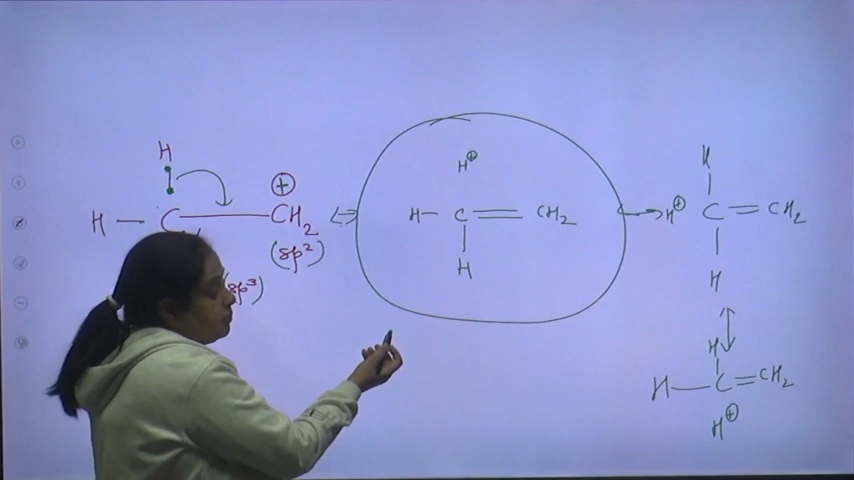 H
H — C — CH₂ ⊕
(sp²)
(sp³)
⇔
H⊕
H — C = CH₂
H
H
H⊕ C = CH₂
H
↕
H
H — C = CH₂
H⊕